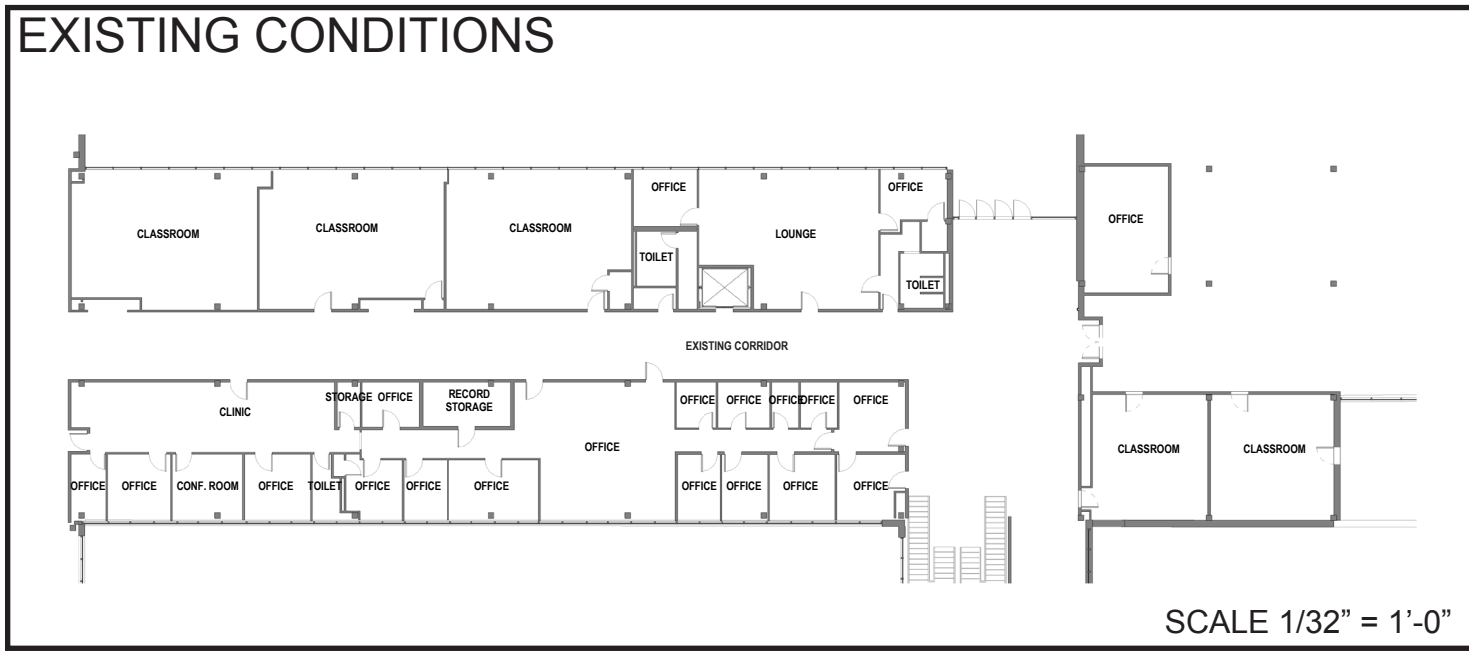 EXISTING CONDITIONS
OFFICE
OFFICE
CLASSROOM
CLASSROOM
CLASSROOM
LOUNGE
OFFICE
TOILET
TOILET
EXISTING CORRIDOR
STORAGE
OFFICE
RECORD
STORAGE
CLINIC
OFFICE
OFFICE
OFFICE
OFFICE
OFFICE
OFFICE
CLASSROOM
CLASSROOM
OFFICE
OFFICE
CONF. ROOM
OFFICE
TOILET
OFFICE
OFFICE
OFFICE
OFFICE
OFFICE
OFFICE
OFFICE
SCALE 1/32” = 1’-0”